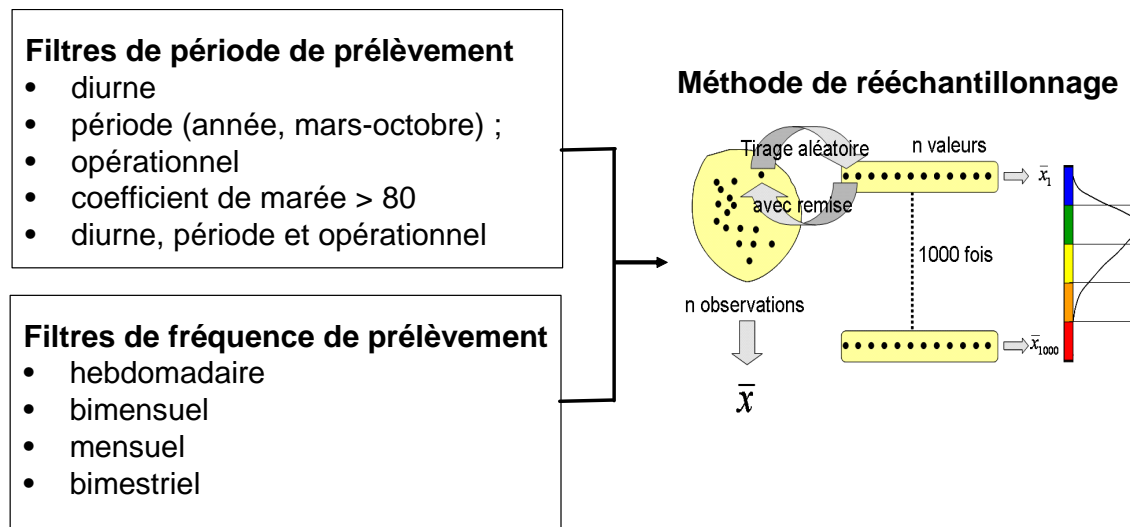 Filtres de période de prélèvement
• diurne
• période (année, mars-octobre) ;
• opérationnel
• coefficient de marée > 80
• diurne, période et opérationnel
Filtres de fréquence de prélèvement
• hebdomadaire
• bimensuel
• mensuel
• bimestriel
Méthode de rééchantillonnage
Tirage aléatoire
avec remise
n valeurs
x̅₁
1000 fois
n observations
x̅₁₀₀₀
x̅